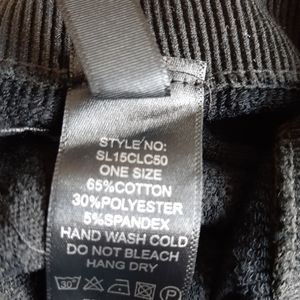 STYLE NO:
SL15CLC50
ONE SIZE
65%COTTON
30%POLYESTER
5%SPANDEX
HAND WASH COLD
DO NOT BLEACH
HANG DRY
30